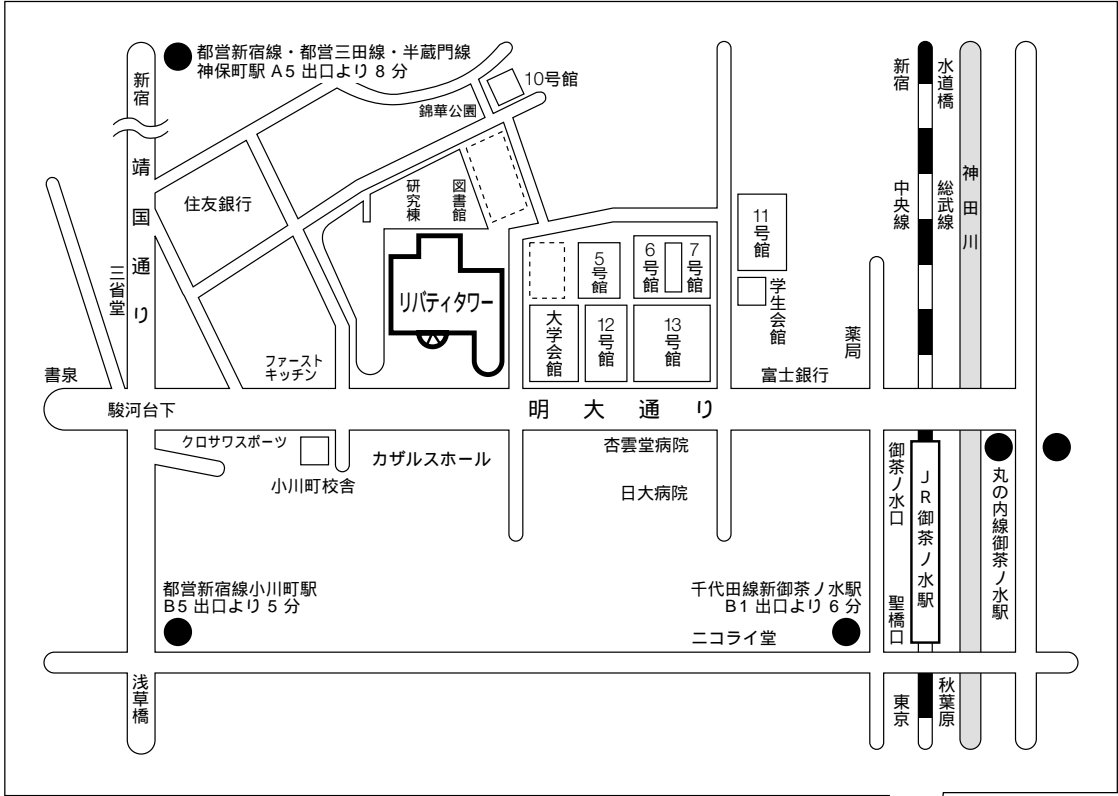 都営新宿線・都営三田線・半蔵門線
神保町駅 A5 出口より 8 分
新宿
靖国通り
三省堂
書泉
駿河台下
住友銀行
ファースト
キッチン
錦華公園
10号館
研究棟
図書館
リバティタワー
5号館
6号館
7号館
大学会館
12号館
13号館
11号館
学生会館
薬局
富士銀行
新宿
水道橋
中央線
総武線
神田川
明大通り
クロサワスポーツ
小川町校舎
カザルスホール
杏雲堂病院
日大病院
御茶ノ水口
JR御茶ノ水駅
丸の内線御茶ノ水駅
聖橋口
都営新宿線小川町駅
B5 出口より 5 分
千代田線新御茶ノ水駅
B1 出口より 6 分
ニコライ堂
浅草橋
東京
秋葉原